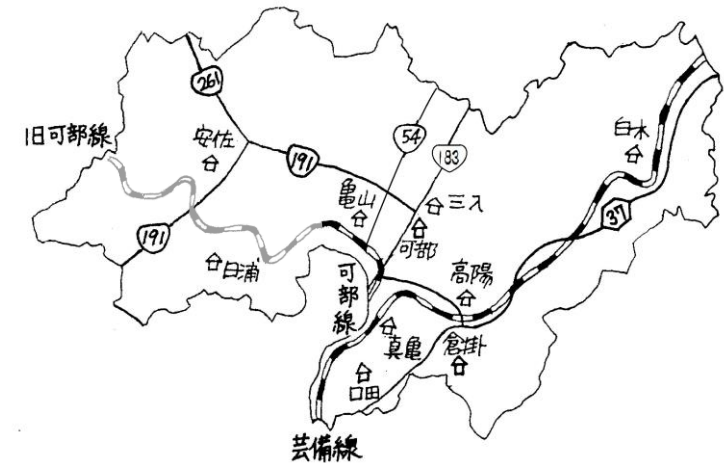 261
旧可部線
安佐
191
54
183
白木
亀山
三入
37
191
可部
日浦
可部線
高陽
真亀
倉掛
口田
芸備線